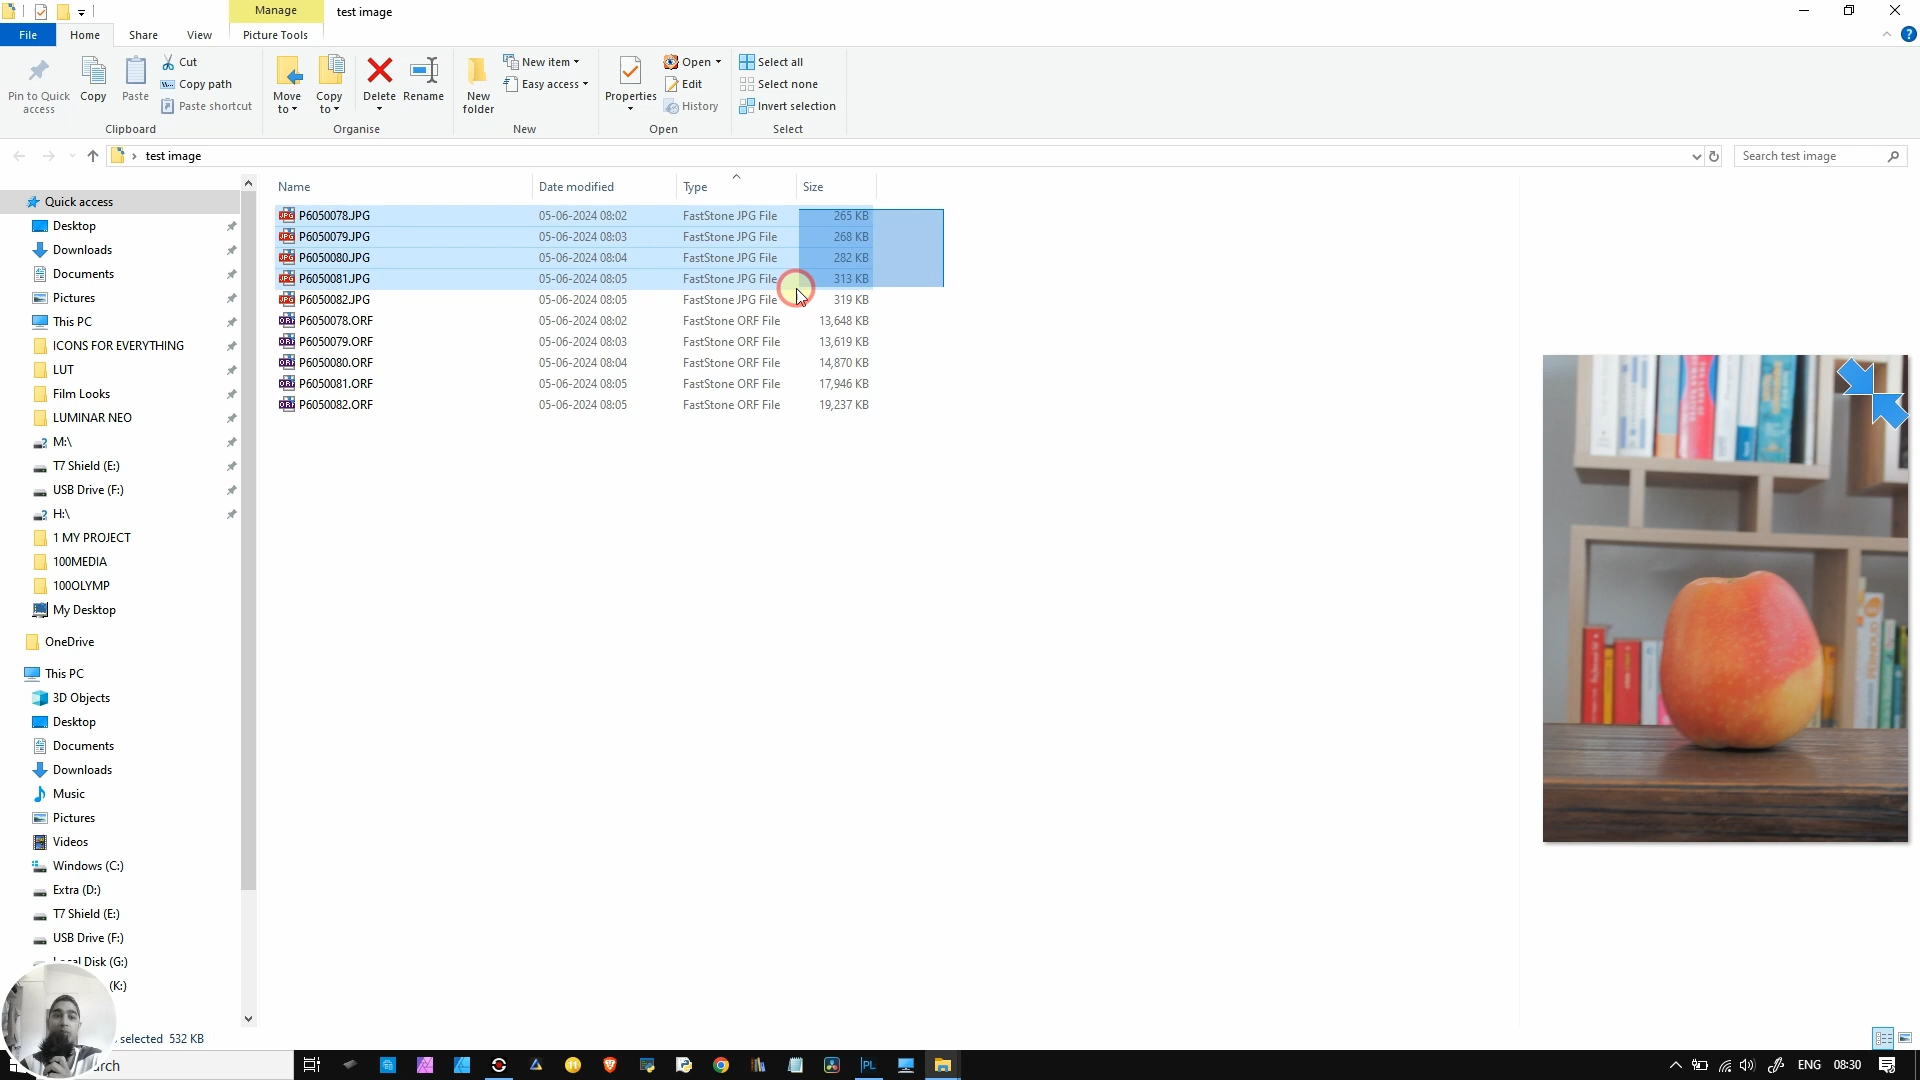 Manage
test image
File
Home
Share
View
Picture Tools
Pin to Quick access
Copy
Paste
Cut
Copy path
Paste shortcut
Clipboard
Move to
Copy to
Delete
Rename
Organise
New folder
New item
Easy access
New
Properties
Open
Edit
History
Open
Select all
Select none
Invert selection
Select
test image
Search test image
Name Date modified Type Size
P6050078.JPG 05-06-2024 08:02 FastStone JPG File 265 KB
P6050079.JPG 05-06-2024 08:03 FastStone JPG File 268 KB
P6050080.JPG 05-06-2024 08:04 FastStone JPG File 282 KB
P6050081.JPG 05-06-2024 08:05 FastStone JPG File 313 KB
P6050082.JPG 05-06-2024 08:05 FastStone JPG File 319 KB
P6050078.ORF 05-06-2024 08:02 FastStone ORF File 13,648 KB
P6050079.ORF 05-06-2024 08:03 FastStone ORF File 13,619 KB
P6050080.ORF 05-06-2024 08:04 FastStone ORF File 14,870 KB
P6050081.ORF 05-06-2024 08:05 FastStone ORF File 17,946 KB
P6050082.ORF 05-06-2024 08:05 FastStone ORF File 19,237 KB
Quick access
Desktop
Downloads
Documents
Pictures
This PC
ICONS FOR EVERYTHING
LUT
Film Looks
LUMINAR NEO
M:\
T7 Shield (E:)
USB Drive (F:)
H:\
1 MY PROJECT
100MEDIA
100OLYMP
My Desktop
OneDrive
This PC
3D Objects
Desktop
Documents
Downloads
Music
Pictures
Videos
Windows (C:)
Extra (D:)
T7 Shield (E:)
USB Drive (F:)
Disk (G:)
(K:)
selected 532 KB
PL
ENG
08:30